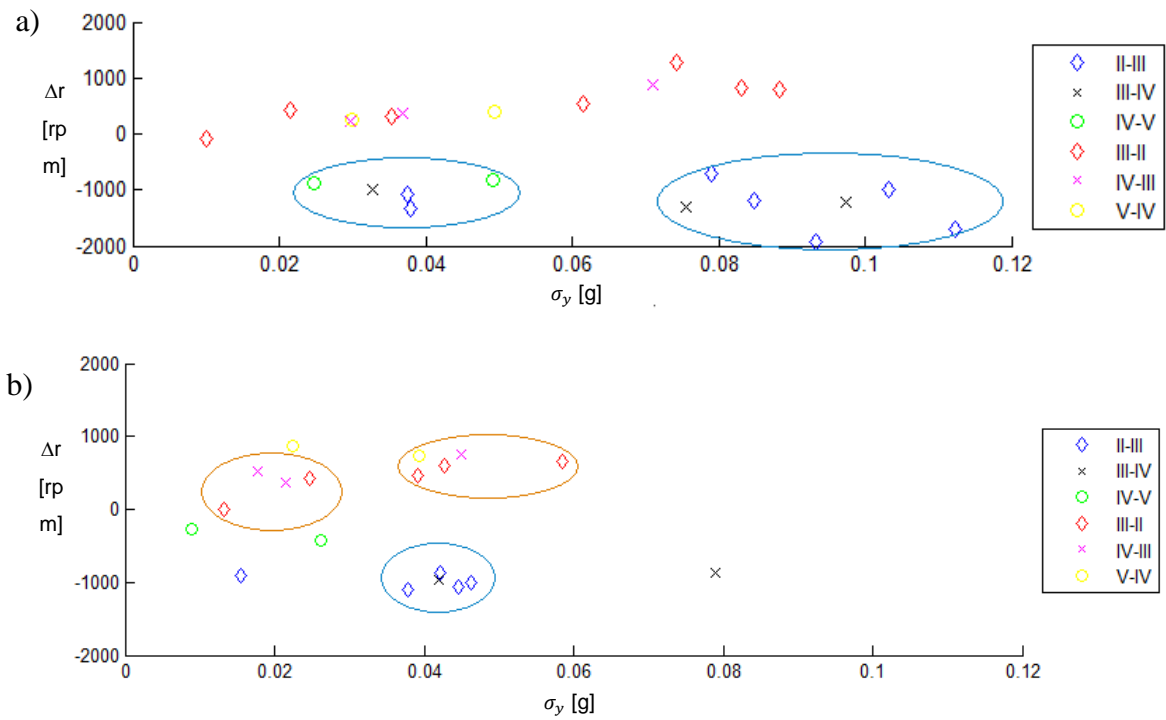 a)
2000
1000
0
-1000
-2000
Δr
[rp
m]
0 0.02 0.04 0.06 0.08 0.1 0.12
σy [g]
II-III
III-IV
IV-V
III-II
IV-III
V-IV
b)
2000
1000
0
-1000
-2000
Δr
[rp
m]
0 0.02 0.04 0.06 0.08 0.1 0.12
σy [g]
II-III
III-IV
IV-V
III-II
IV-III
V-IV